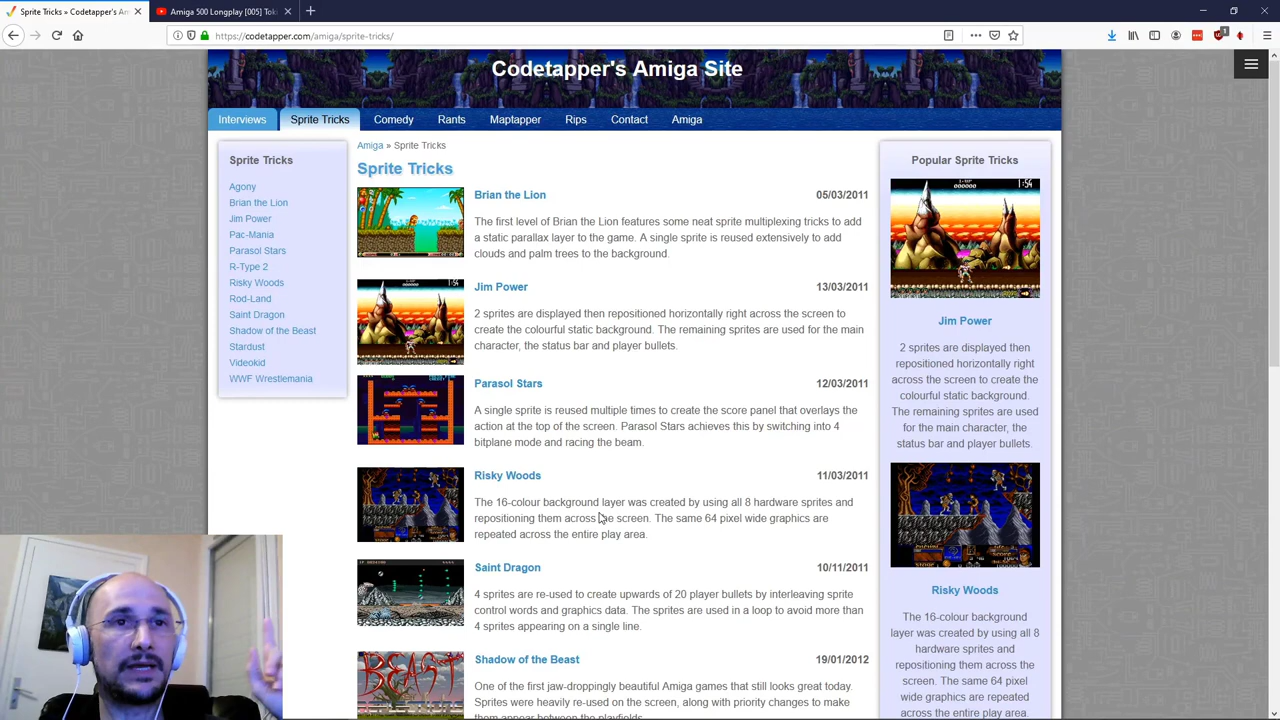 Sprite Tricks » Codetapper's Am
Amiga 500 Longplay [005] Tok
https://codetapper.com/amiga/sprite-tricks/
Codetapper's Amiga Site
Interviews
Sprite Tricks
Comedy
Rants
Maptapper
Rips
Contact
Amiga
Sprite Tricks
Agony
Brian the Lion
Jim Power
Pac-Mania
Parasol Stars
R-Type 2
Risky Woods
Rod-Land
Saint Dragon
Shadow of the Beast
Stardust
Videokid
WWF Wrestlemania
Amiga » Sprite Tricks
Sprite Tricks
Brian the Lion 05/03/2011
The first level of Brian the Lion features some neat sprite multiplexing tricks to add
a static parallax layer to the game. A single sprite is reused extensively to add
clouds and palm trees to the background.
Jim Power 13/03/2011
2 sprites are displayed then repositioned horizontally right across the screen to
create the colourful static background. The remaining sprites are used for the main
character, the status bar and player bullets.
Parasol Stars 12/03/2011
A single sprite is reused multiple times to create the score panel that overlays the
action at the top of the screen. Parasol Stars achieves this by switching into 4
bitplane mode and racing the beam.
Risky Woods 11/03/2011
The 16-colour background layer was created by using all 8 hardware sprites and
repositioning them across the screen. The same 64 pixel wide graphics are
repeated across the entire play area.
Saint Dragon 10/11/2011
4 sprites are re-used to create upwards of 20 player bullets by interleaving sprite
control words and graphics data. The sprites are used in a loop to avoid more than
4 sprites appearing on a single line.
BEAST
Shadow of the Beast 19/01/2012
One of the first jaw-droppingly beautiful Amiga games that still looks great today.
Sprites were heavily re-used on the screen, along with priority changes to make
them appear between the playfields.
Popular Sprite Tricks
1:54
Jim Power
2 sprites are displayed then
repositioned horizontally right
across the screen to create the
colourful static background.
The remaining sprites are used
for the main character, the
status bar and player bullets.
Risky Woods
The 16-colour background
layer was created by using all 8
hardware sprites and
repositioning them across the
screen. The same 64 pixel
wide graphics are repeated
across the entire play area.